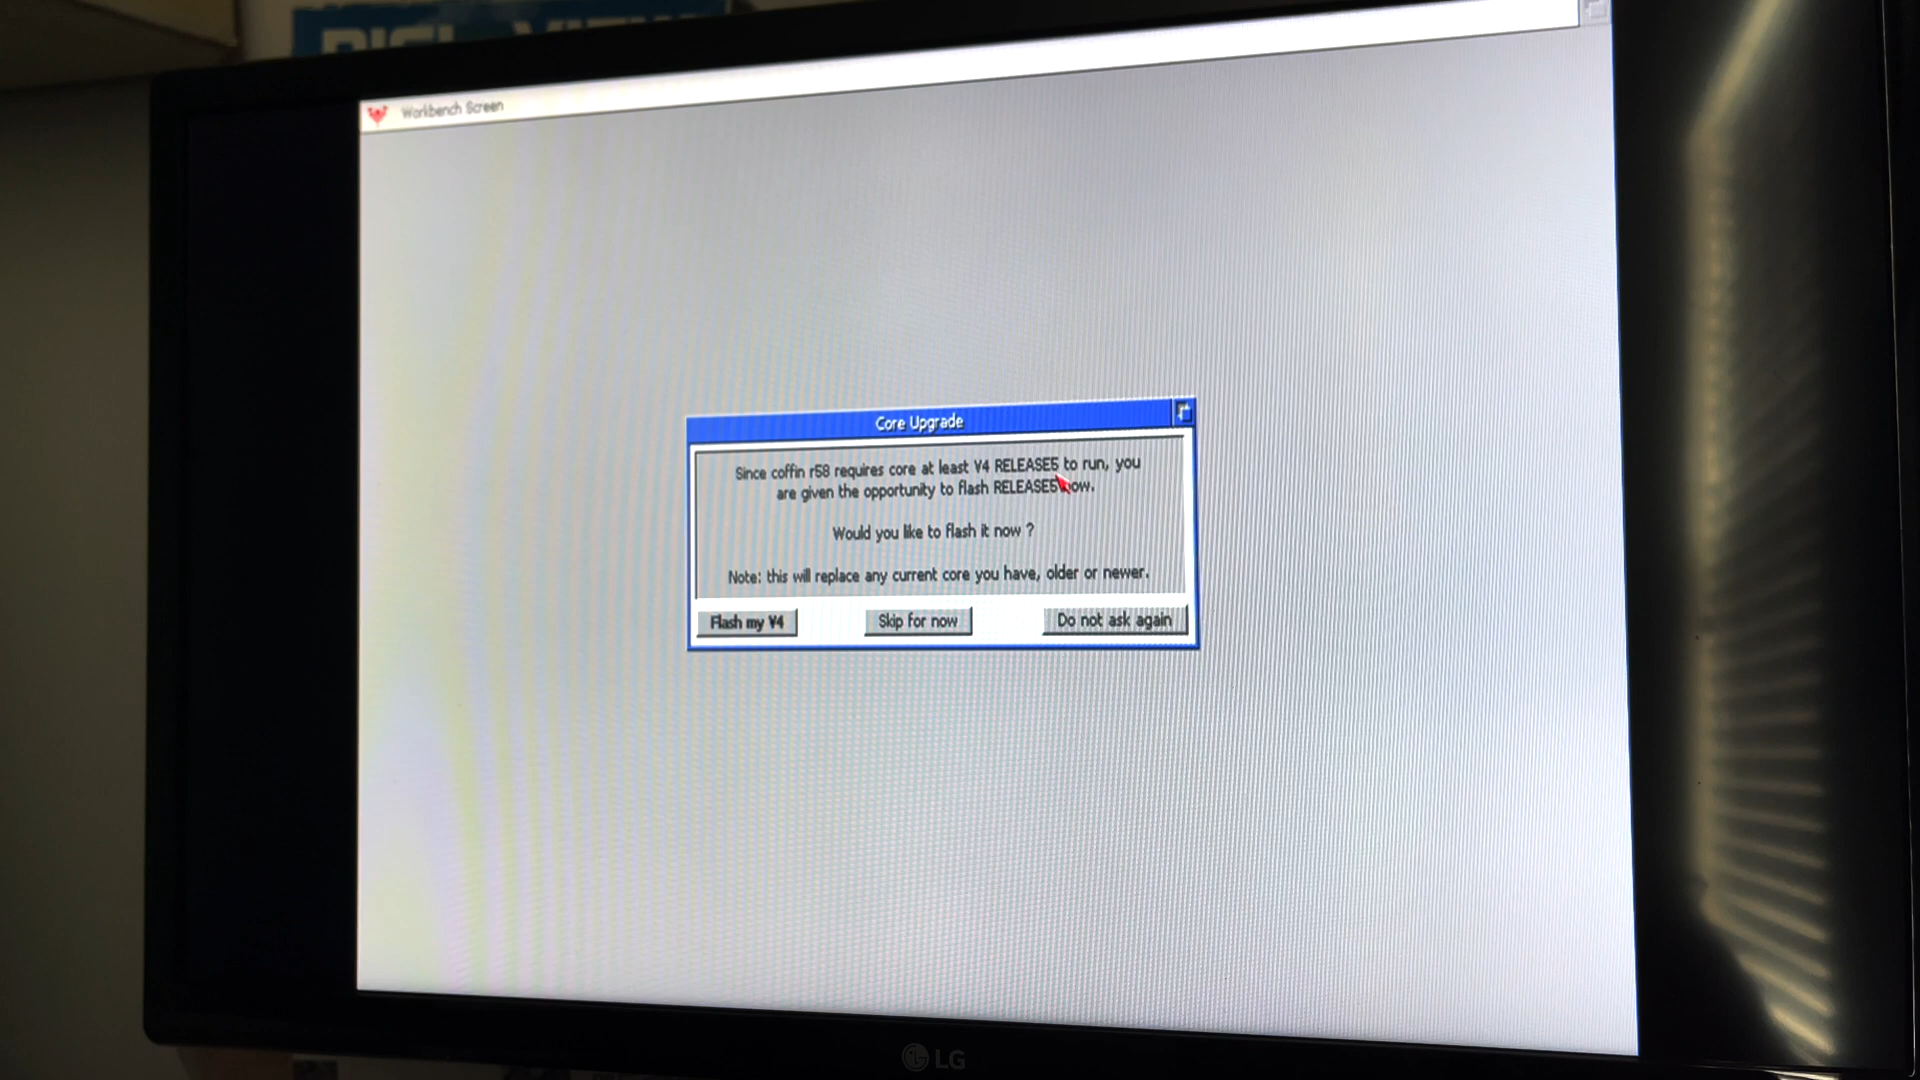 Workbench Screen
Core Upgrade
Since coffin r58 requires core at least V4 RELEASE5 to run, you
are given the opportunity to flash RELEASE5 now.
Would you like to flash it now ?
Note: this will replace any current core you have, older or newer.
Flash my V4
Skip for now
Do not ask again
LG